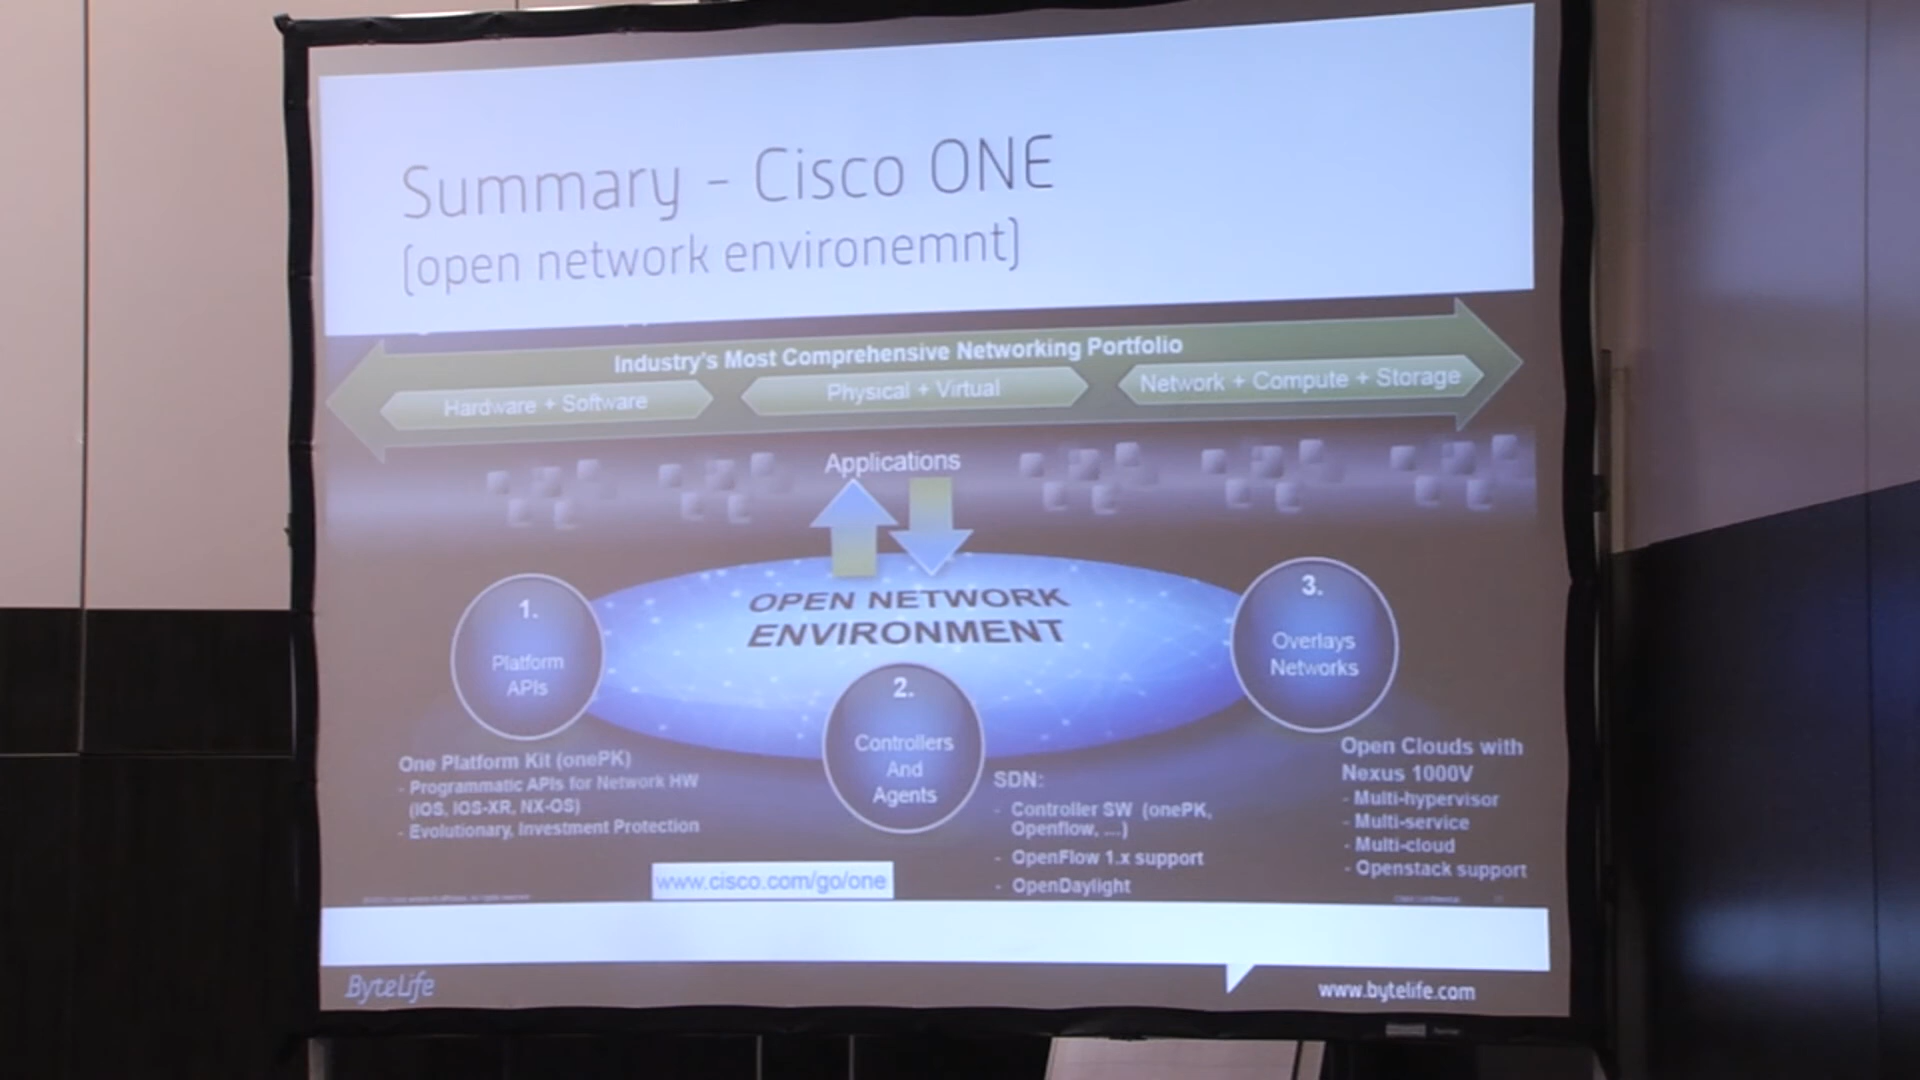 Summary - Cisco ONE
(open network environemnt)
Industry's Most Comprehensive Networking Portfolio
Hardware + Software
Physical + Virtual
Network + Compute + Storage
Applications
OPEN NETWORK
ENVIRONMENT
1.
Platform
APIs
2.
Controllers
And
Agents
3.
Overlays
Networks
One Platform Kit (onePK)
- Programmatic APIs for Network HW
(IOS, IOS-XR, NX-OS)
- Evolutionary, Investment Protection
www.cisco.com/go/one
SDN:
- Controller SW (onePK,
Openflow, ...)
- OpenFlow 1.x support
- OpenDaylight
Open Clouds with
Nexus 1000V
- Multi-hypervisor
- Multi-service
- Multi-cloud
- Openstack support
ByteLife
www.bytelife.com